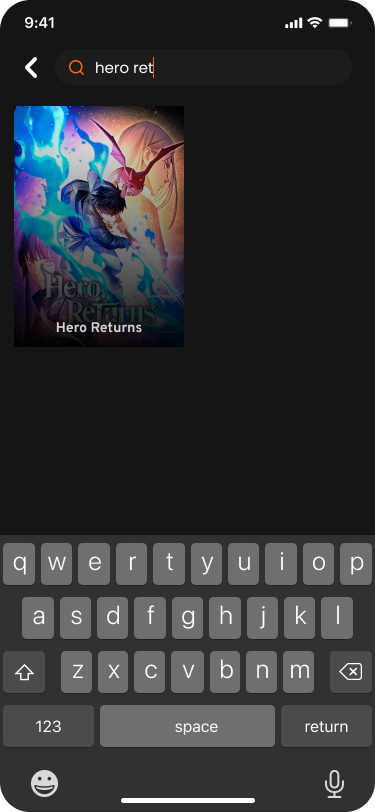 9:41
hero ret
Hero
Returns
Hero Returns
q w e r t y u i o p
a s d f g h j k l
z x c v b n m
123 space return